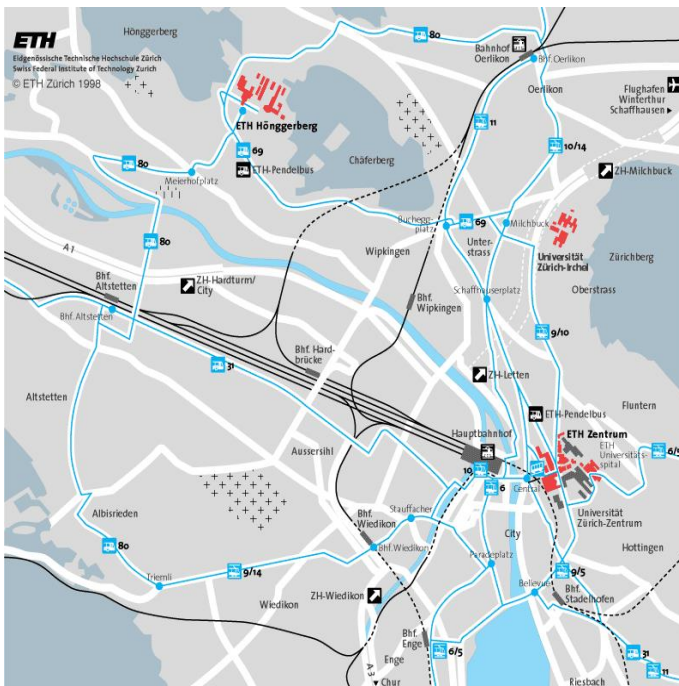 ETH
Eidgenössische Technische Hochschule Zürich
Swiss Federal Institute of Technology Zurich
© ETH Zürich 1998
Hönggerberg
80
Bahnhof
Oerlikon
Bhf. Oerlikon
Oerlikon
Flughafen
Winterthur
Schaffhausen ►
ETH Hönggerberg
11
10/14
80
69
ETH-Pendelbus
Chäferberg
ZH-Milchbuck
Meierhofplatz
Buchegg-
platz
69
Milchbuck
80
Wipkingen
Unter-
strass
Universität
Zürich-Irchel
Zürichberg
A1
Bhf.
Altstetten
ZH-Hardturm/
City
Oberstrass
Schaffhauserplatz
Bhf.
Wipkingen
Bhf. Altstetten
9/10
Bhf. Hard-
brücke
31
ZH-Letten
Altstetten
ETH-Pendelbus
Fluntern
Hauptbahnhof
ETH Zentrum
ETH
Universitäts-
spital
6/5
Aussersihl
10
6
Central
Stauffacher
Universität
Zürich-Zentrum
Albisrieden
Bhf.
Wiedikon
City
Hottingen
80
Bhf. Wiedikon
Paradeplatz
9/14
9/5
Triemli
Bellevue
Bhf.
Stadelhofen
Wiedikon
ZH-Wiedikon
Bhf.
Enge
6/5
31
Enge
11
A3
▼ Chur
Riesbach